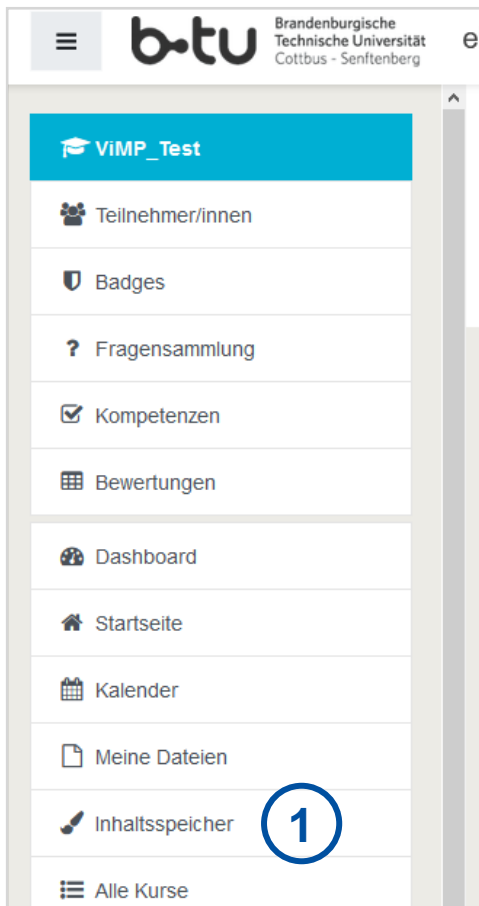 b-tu
Brandenburgische
Technische Universität
Cottbus - Senftenberg
e
ViMP_Test
Teilnehmer/innen
Badges
? Fragensammlung
Kompetenzen
Bewertungen
Dashboard
Startseite
Kalender
Meine Dateien
Inhaltsspeicher 1
Alle Kurse